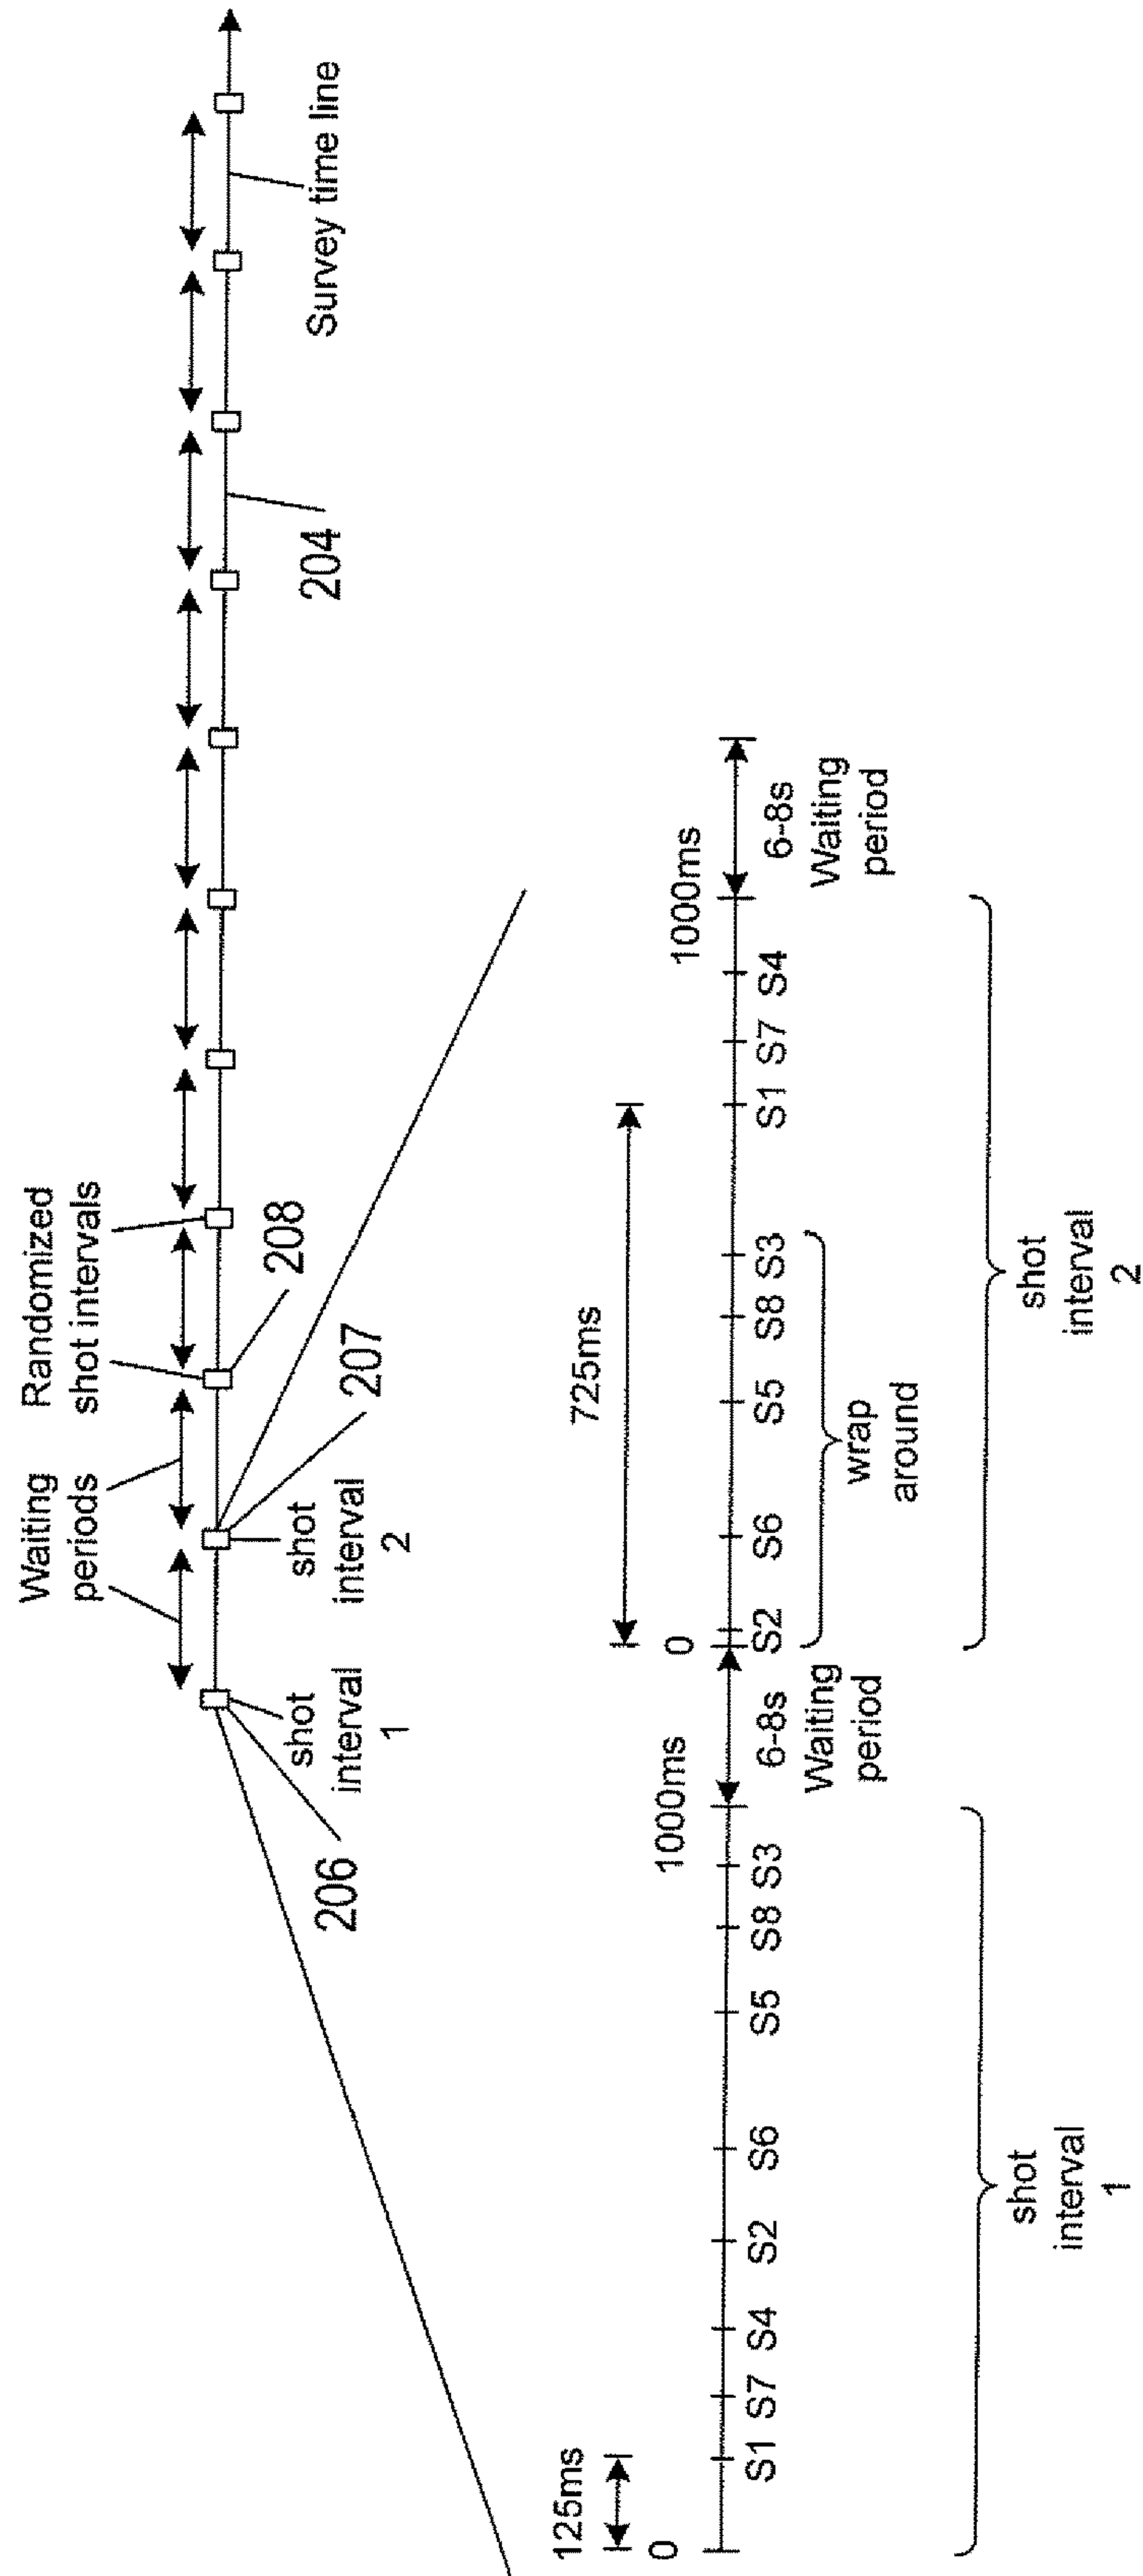 Waiting
periods
Randomized
shot intervals
shot
interval
1
206
shot
interval
2
207
208
204
Survey time line
125ms
0
1000ms
0
725ms
1000ms
S1 S7 S4 S2 S6 S5 S8 S3
6-8s
Waiting
period
S2 S6 S5 S8 S3 S1 S7 S4
6-8s
Waiting
period
wrap
around
shot
interval
1
shot
interval
2